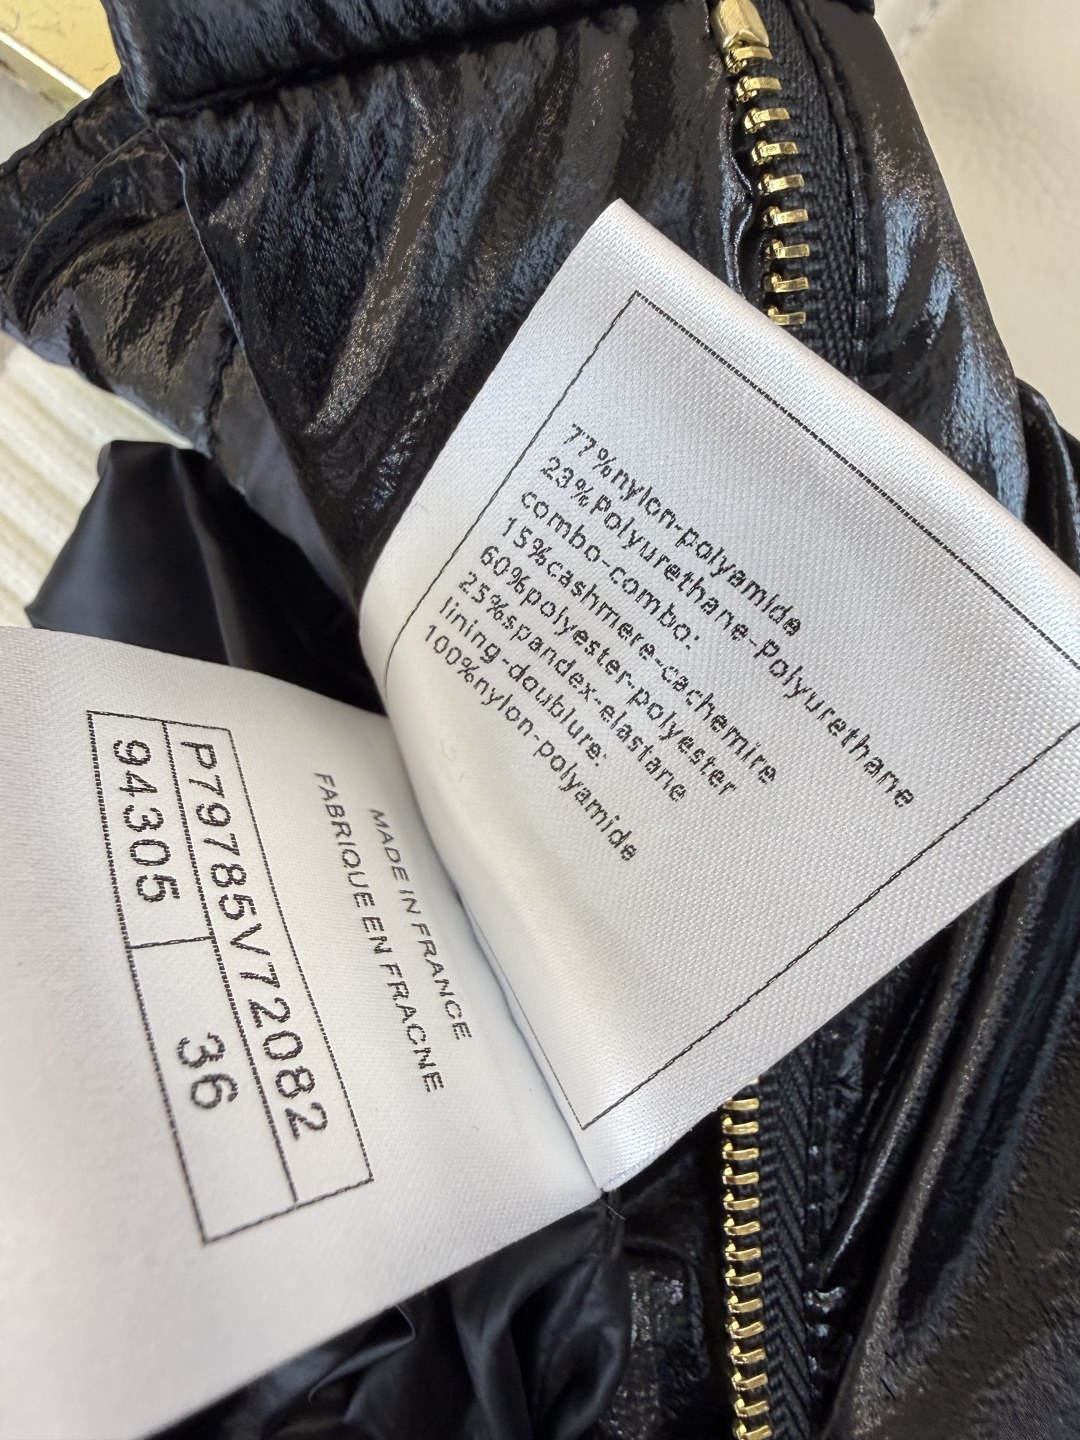 77%nylon-polyamide
23%polyurethane-Polyurethane
combo-combo:
15%cashmere-cachemire
60%polyester-polyester
25%spandex-elastane
lining-doublure:
100%nylon-polyamide
MADE IN FRANCE
FABRIQUE EN FRACNE
P79785V72082
94305
36